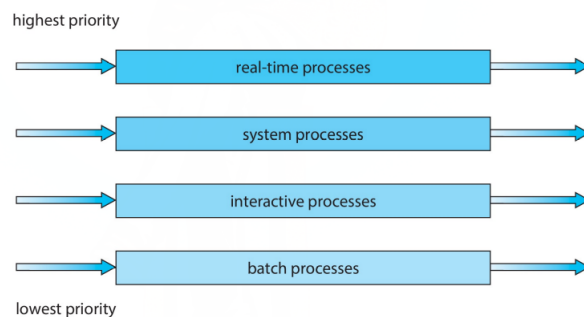 highest priority
real-time processes
system processes
interactive processes
batch processes
lowest priority